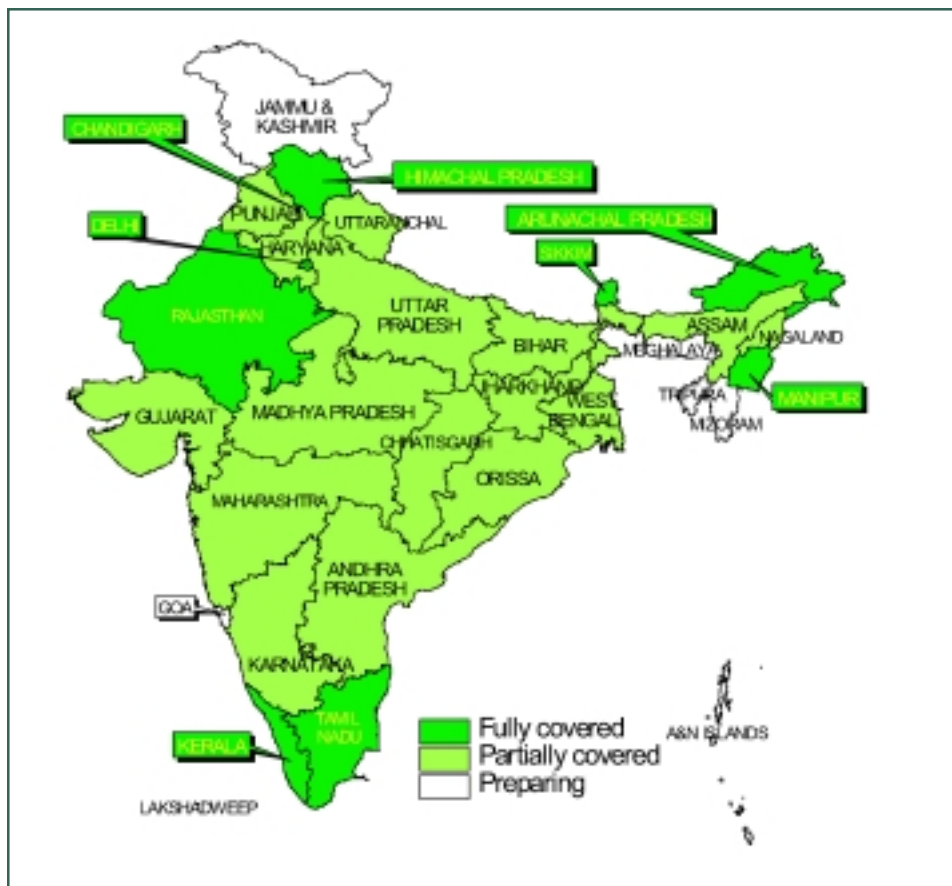 JAMMU &
KASHMIR
CHANDIGARH
HIMACHAL PRADESH
PUNJAB
UTTARANCHAL
ARUNACHAL PRADESH
DELHI
HARYANA
SIKKIM
RAJASTHAN
UTTAR
PRADESH
ASSAM
NAGALAND
BIHAR
MEGHALAYA
JHARKHAND
TRIPURA
MANIPUR
GUJARAT
MADHYA PRADESH
WEST
BENGAL
MIZORAM
CHHATISGARH
ORISSA
MAHARASHTRA
ANDHRA
PRADESH
GOA
KARNATAKA
TAMIL
NADU
KERALA
Fully covered
Partially covered
Preparing
A&N ISLANDS
LAKSHADWEEP